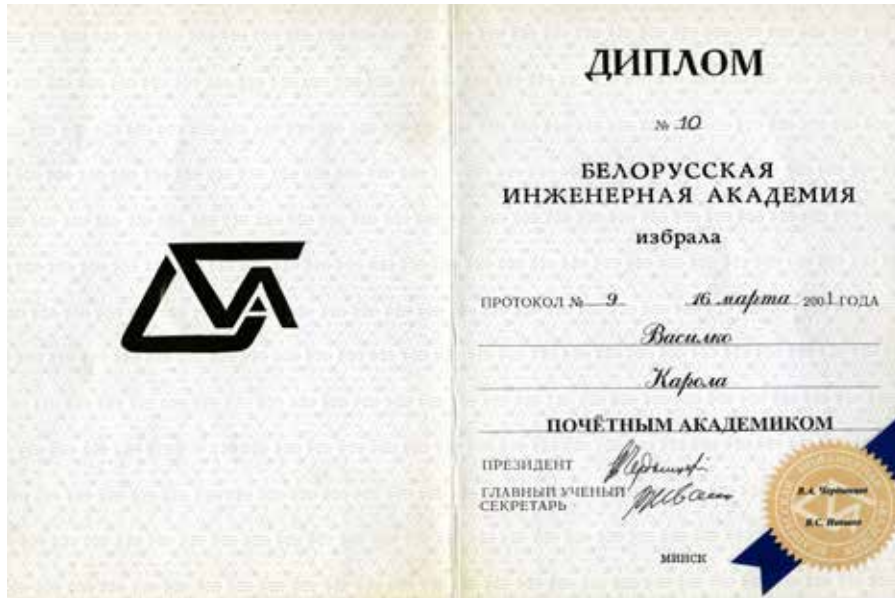 ДИПЛОМ
№ 10
БЕЛОРУССКАЯ
ИНЖЕНЕРНАЯ АКАДЕМИЯ
избрала
ПРОТОКОЛ № 9 16 марта 2001 ГОДА
Василко
Карола
ПОЧЁТНЫМ АКАДЕМИКОМ
ПРЕЗИДЕНТ
ГЛАВНЫЙ УЧЕНЫЙ
СЕКРЕТАРЬ
В.А.
В.С.
МИНСК